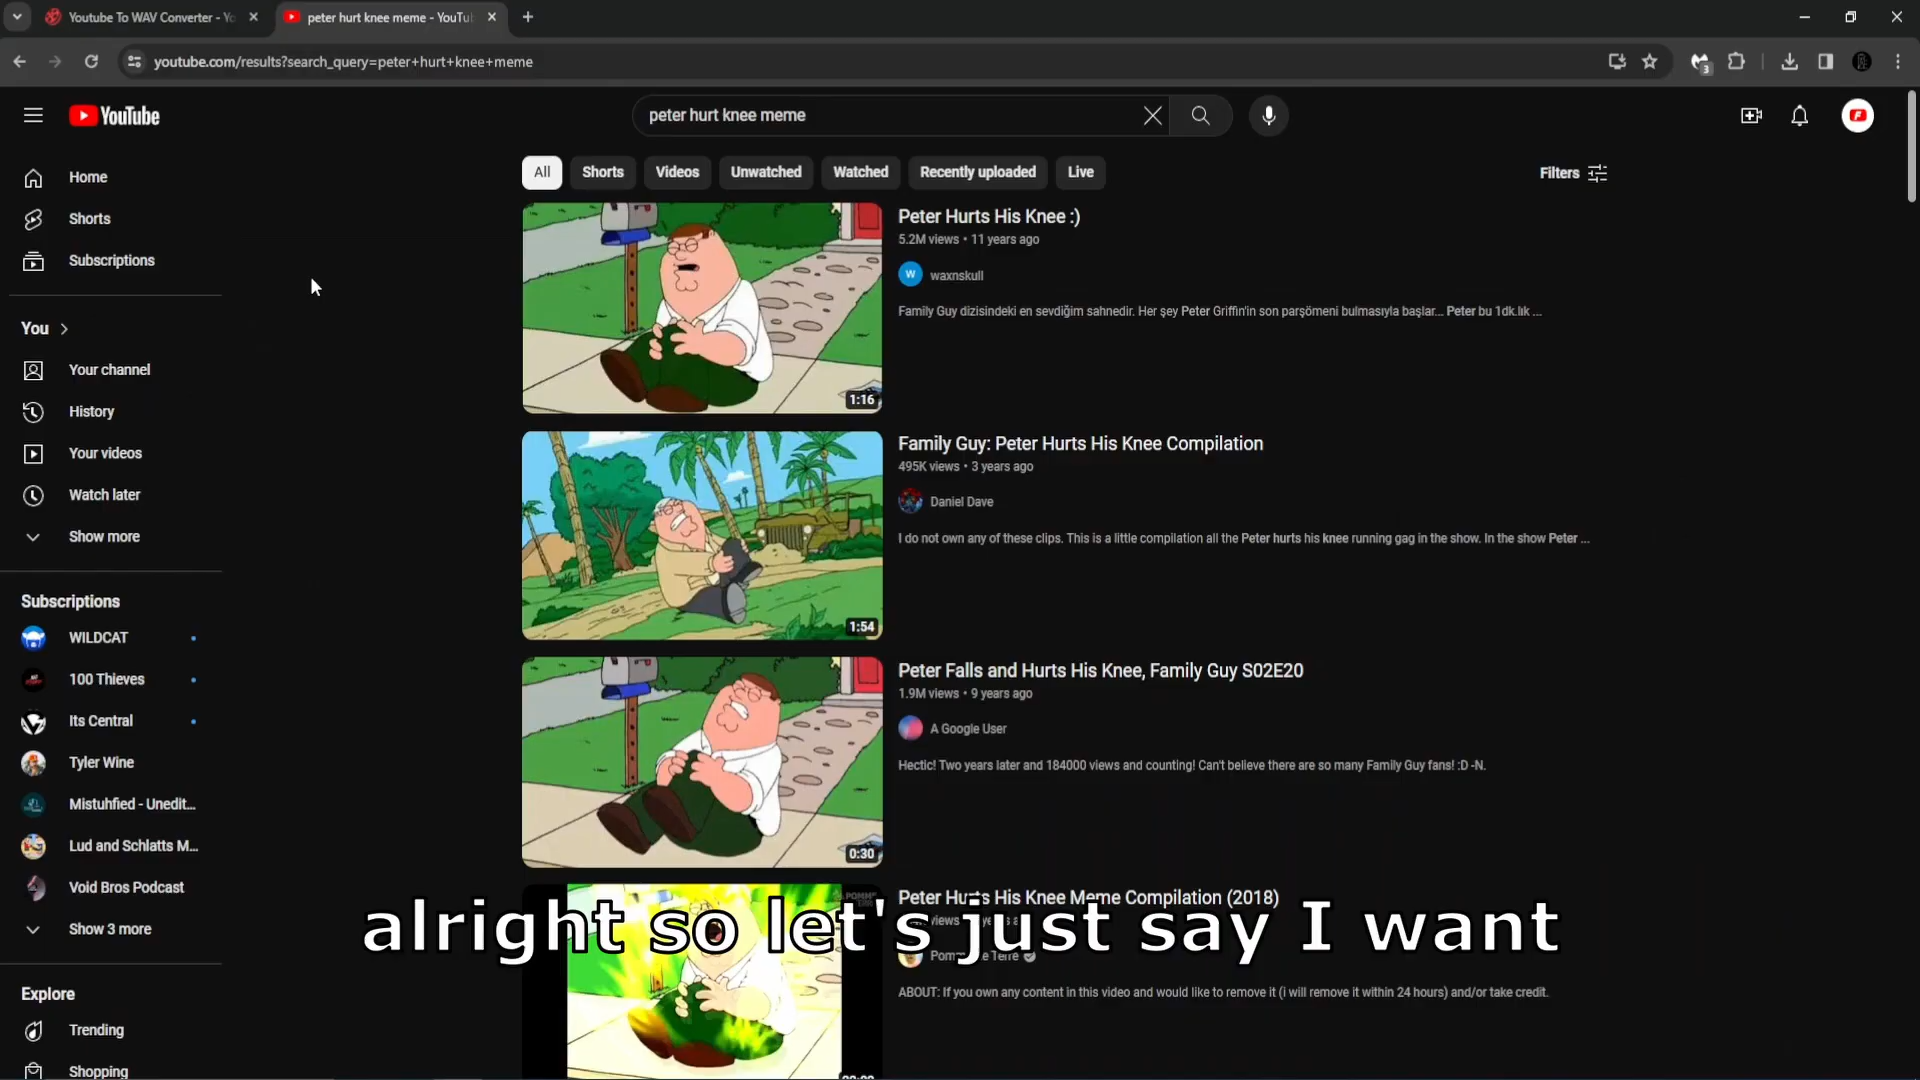 Youtube To WAV Converter - Yo
peter hurt knee meme - YouTu
youtube.com/results?search_query=peter+hurt+knee+meme
3
YouTube
peter hurt knee meme
All
Shorts
Videos
Unwatched
Watched
Recently uploaded
Live
Filters
Home
Shorts
Subscriptions
You
Your channel
History
Your videos
Watch later
Show more
Subscriptions
WILDCAT
100 Thieves
Its Central
Tyler Wine
Mistuhfied - Unedit...
Lud and Schlatts M...
Void Bros Podcast
Show 3 more
Explore
Trending
Shopping
1:16
Peter Hurts His Knee :)
5.2M views • 11 years ago
W
waxnskull
Family Guy dizisindeki en sevdiğim sahnedir. Her şey Peter Griffin'in son parşömeni bulmasıyla başlar... Peter bu 1dk.lık ...
1:54
Family Guy: Peter Hurts His Knee Compilation
495K views • 3 years ago
Daniel Dave
I do not own any of these clips. This is a little compilation all the Peter hurts his knee running gag in the show. In the show Peter ...
0:30
Peter Falls and Hurts His Knee, Family Guy S02E20
1.9M views • 9 years ago
A Google User
Hectic! Two years later and 184000 views and counting! Can't believe there are so many Family Guy fans! :D -N.
Peter Hurts His Knee Meme Compilation (2018)
views
ABOUT: If you own any content in this video and would like to remove it (i will remove it within 24 hours) and/or take credit.
alright so let's just say I want